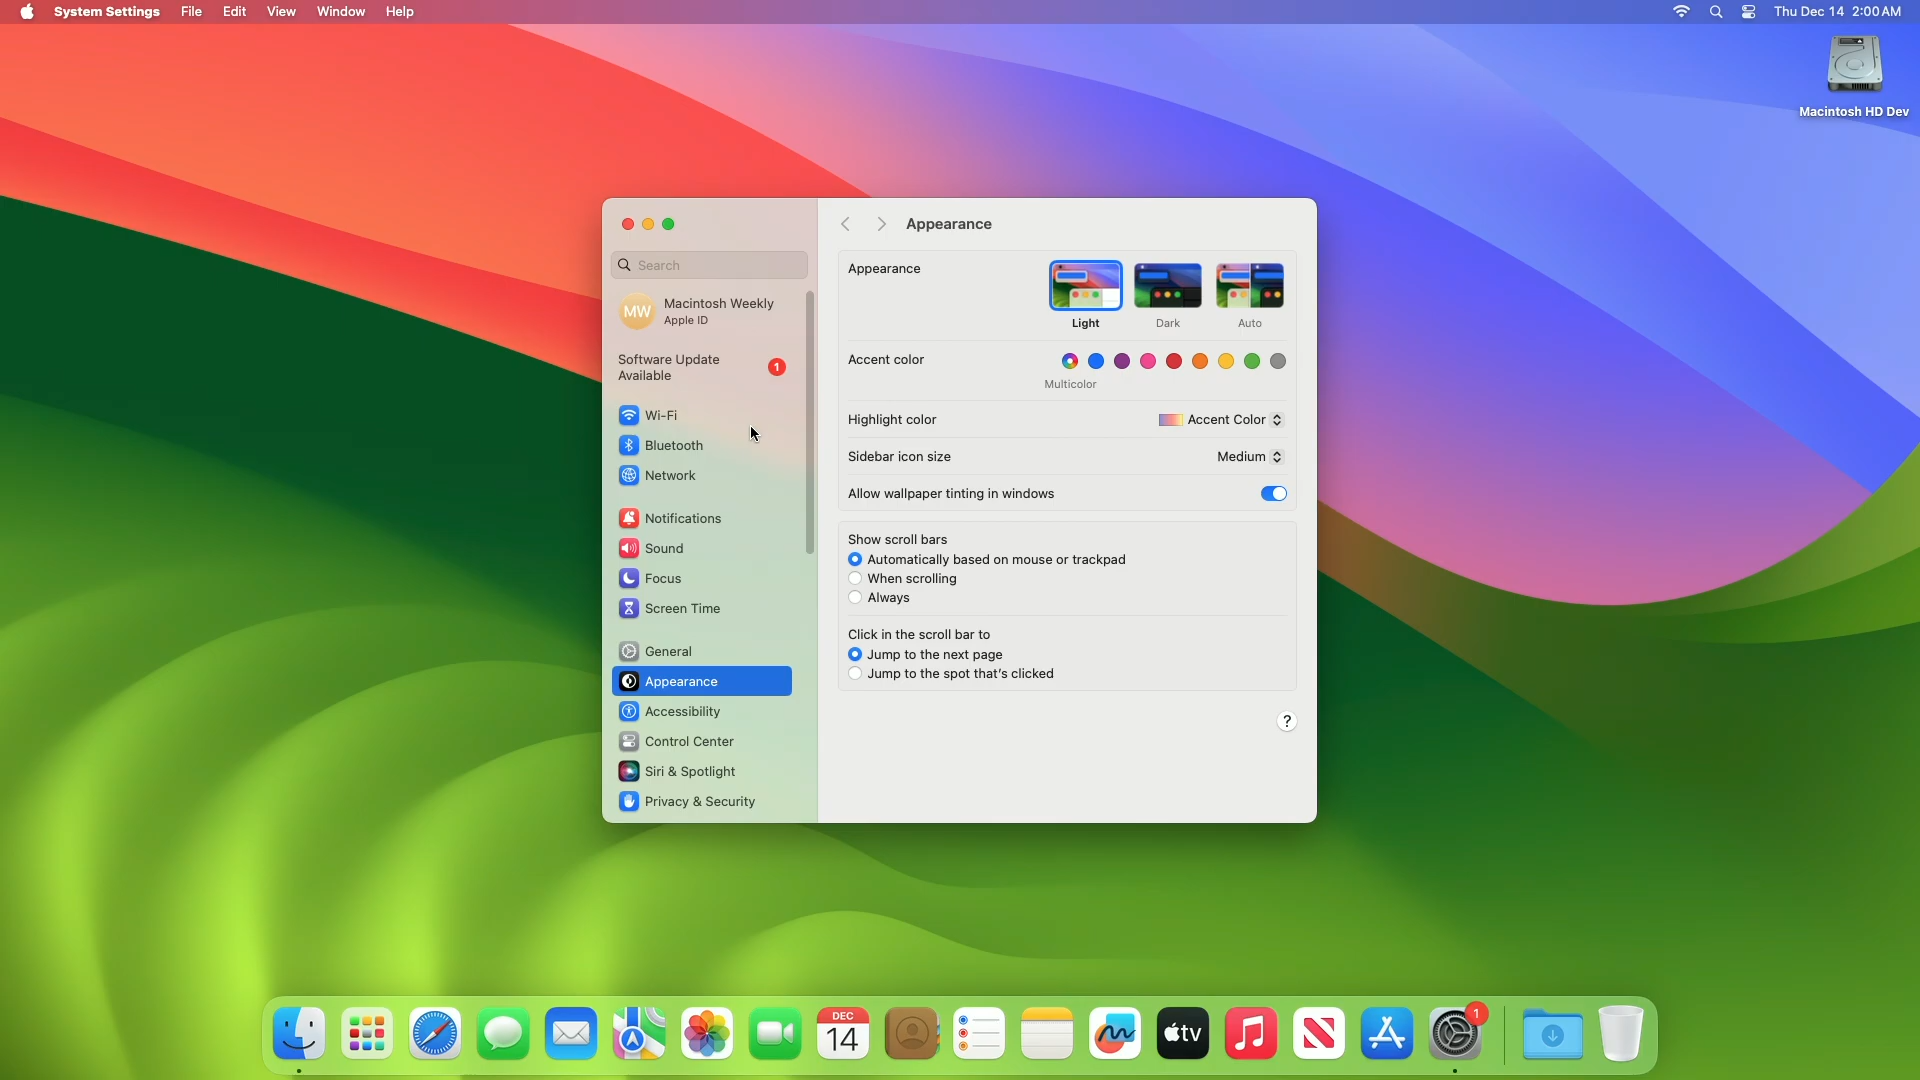 System Settings File Edit View Window Help Thu Dec 14 2:00 AM
Macintosh HD Dev
Search
MW Macintosh Weekly
Apple ID
Software Update
Available
1
Wi-Fi
Bluetooth
Network
Notifications
Sound
Focus
Screen Time
General
Appearance
Accessibility
Control Center
Siri & Spotlight
Privacy & Security
Appearance
Appearance
Light Dark Auto
Accent color
Multicolor
Highlight color Accent Color
Sidebar icon size Medium
Allow wallpaper tinting in windows
Show scroll bars
Automatically based on mouse or trackpad
When scrolling
Always
Click in the scroll bar to
Jump to the next page
Jump to the spot that's clicked
?
DEC
14
tv
1